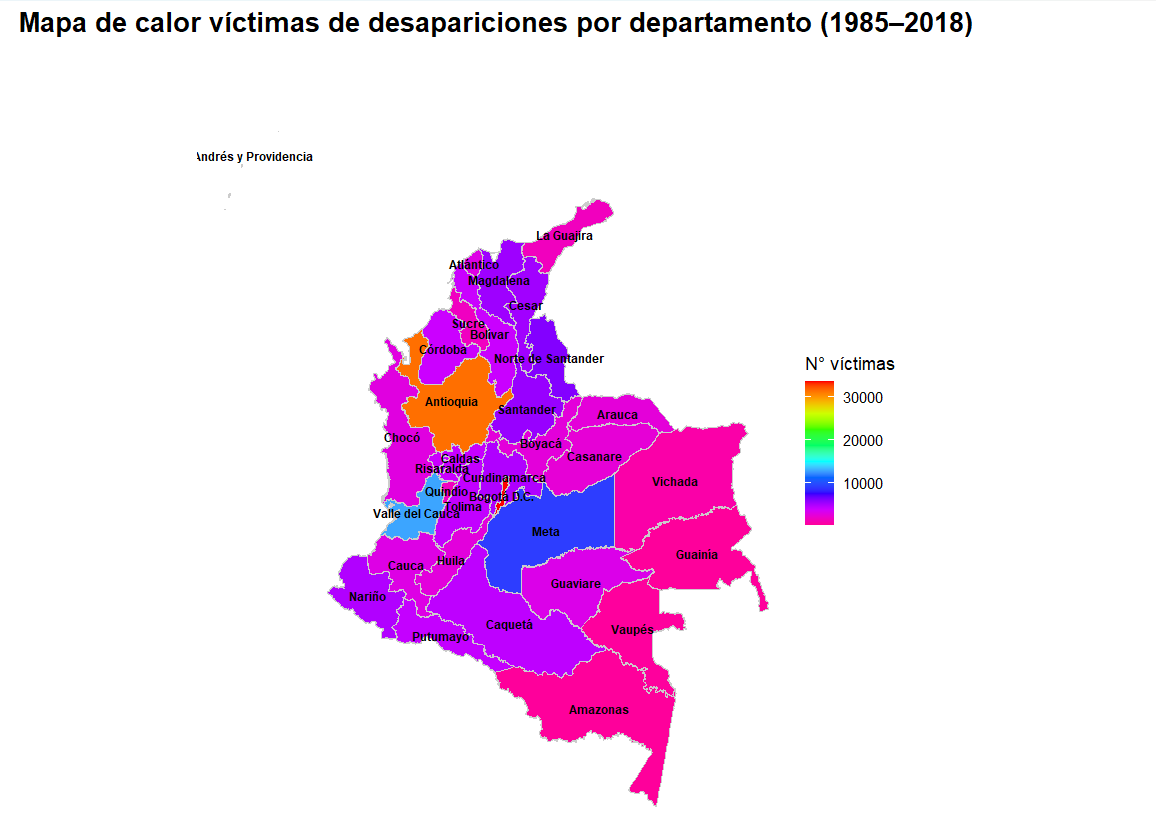 Mapa de calor víctimas de desapariciones por departamento (1985–2018)
Andrés y Providencia
La Guajira
Atlántico
Magdalena
Cesar
Sucre
Bolívar
Córdoba
Norte de Santander
Antioquia
Santander
Arauca
Chocó
Boyacá
Caldas
Casanare
Risaralda
Cundinamarca
Quindío
Bogotá D.C.
Vichada
Tolima
Valle del Cauca
Meta
Guainía
Huila
Cauca
Guaviare
Nariño
Caquetá
Vaupés
Putumayo
Amazonas
N° víctimas
30000
20000
10000